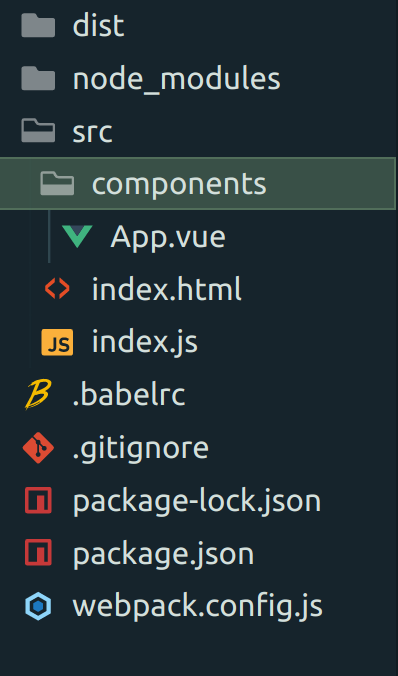 dist
node_modules
src
components
App.vue
index.html
JS index.js
.babelrc
.gitignore
package-lock.json
package.json
webpack.config.js